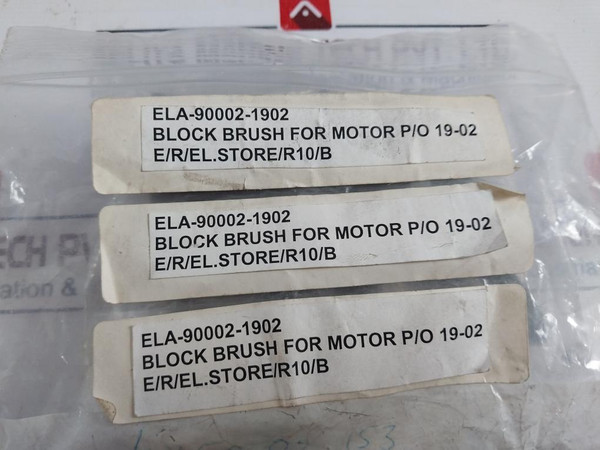 ELA-90002-1902
BLOCK BRUSH FOR MOTOR P/O 19-02
E/R/EL.STORE/R10/B
ELA-90002-1902
BLOCK BRUSH FOR MOTOR P/O 19-02
E/R/EL.STORE/R10/B
ELA-90002-1902
BLOCK BRUSH FOR MOTOR P/O 19-02
E/R/EL.STORE/R10/B